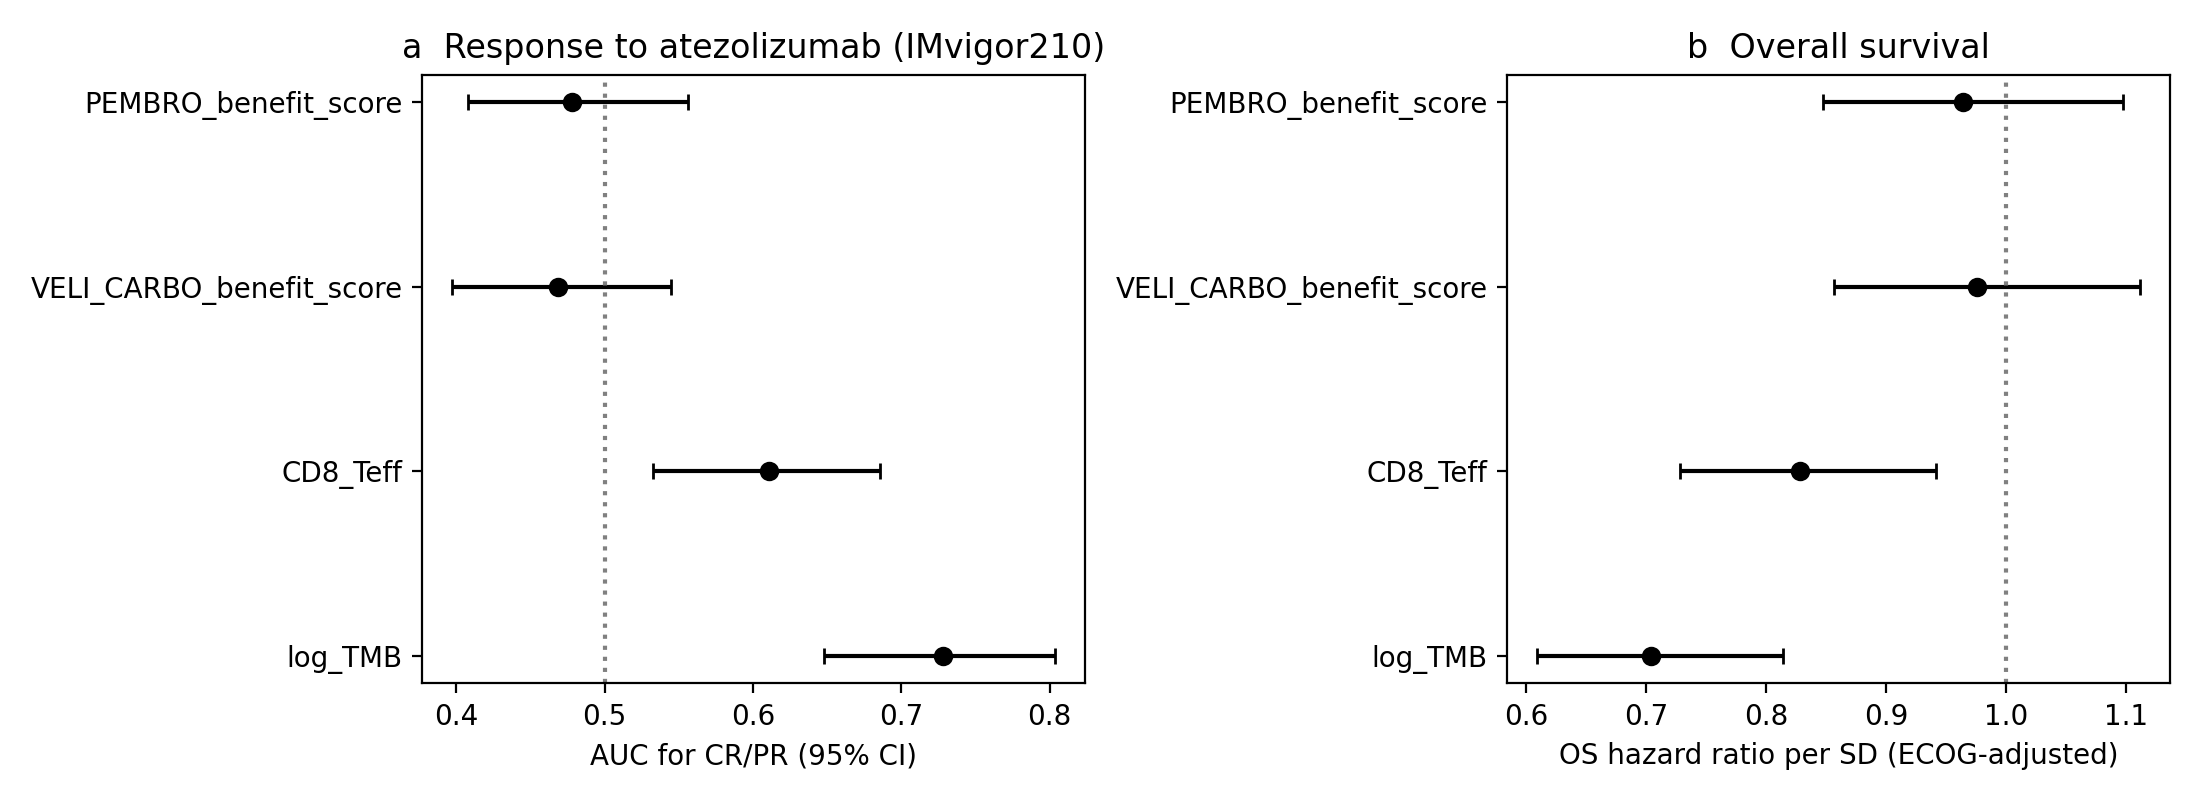 a  Response to atezolizumab (IMvigor210)
PEMBRO_benefit_score
VELI_CARBO_benefit_score
CD8_Teff
log_TMB
0.4 0.5 0.6 0.7 0.8
AUC for CR/PR (95% CI)
b  Overall survival
PEMBRO_benefit_score
VELI_CARBO_benefit_score
CD8_Teff
log_TMB
0.6 0.7 0.8 0.9 1.0 1.1
OS hazard ratio per SD (ECOG-adjusted)